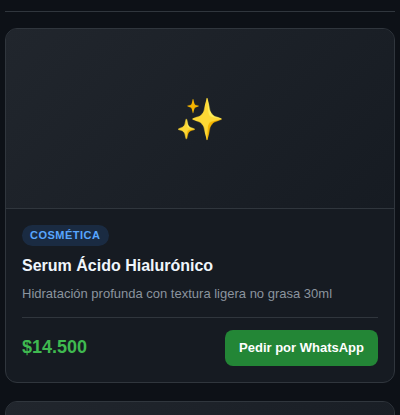 COSMÉTICA
Serum Ácido Hialurónico
Hidratación profunda con textura ligera no grasa 30ml
$14.500
Pedir por WhatsApp